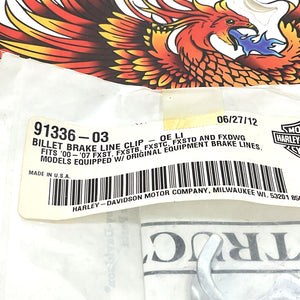 06/27/12
91336-03
BILLET BRAKE LINE CLIP - OE LI
FITS '00 - '07 FXST, FXSTB, FXSTC, FXSTD AND FXDWG
MODELS EQUIPPED W/ ORIGINAL EQUIPMENT BRAKE LINES.
MADE IN U.S.A.
HARLEY-DAVIDSON MOTOR COMPANY, MILWAUKEE WI. 53201
TRUC